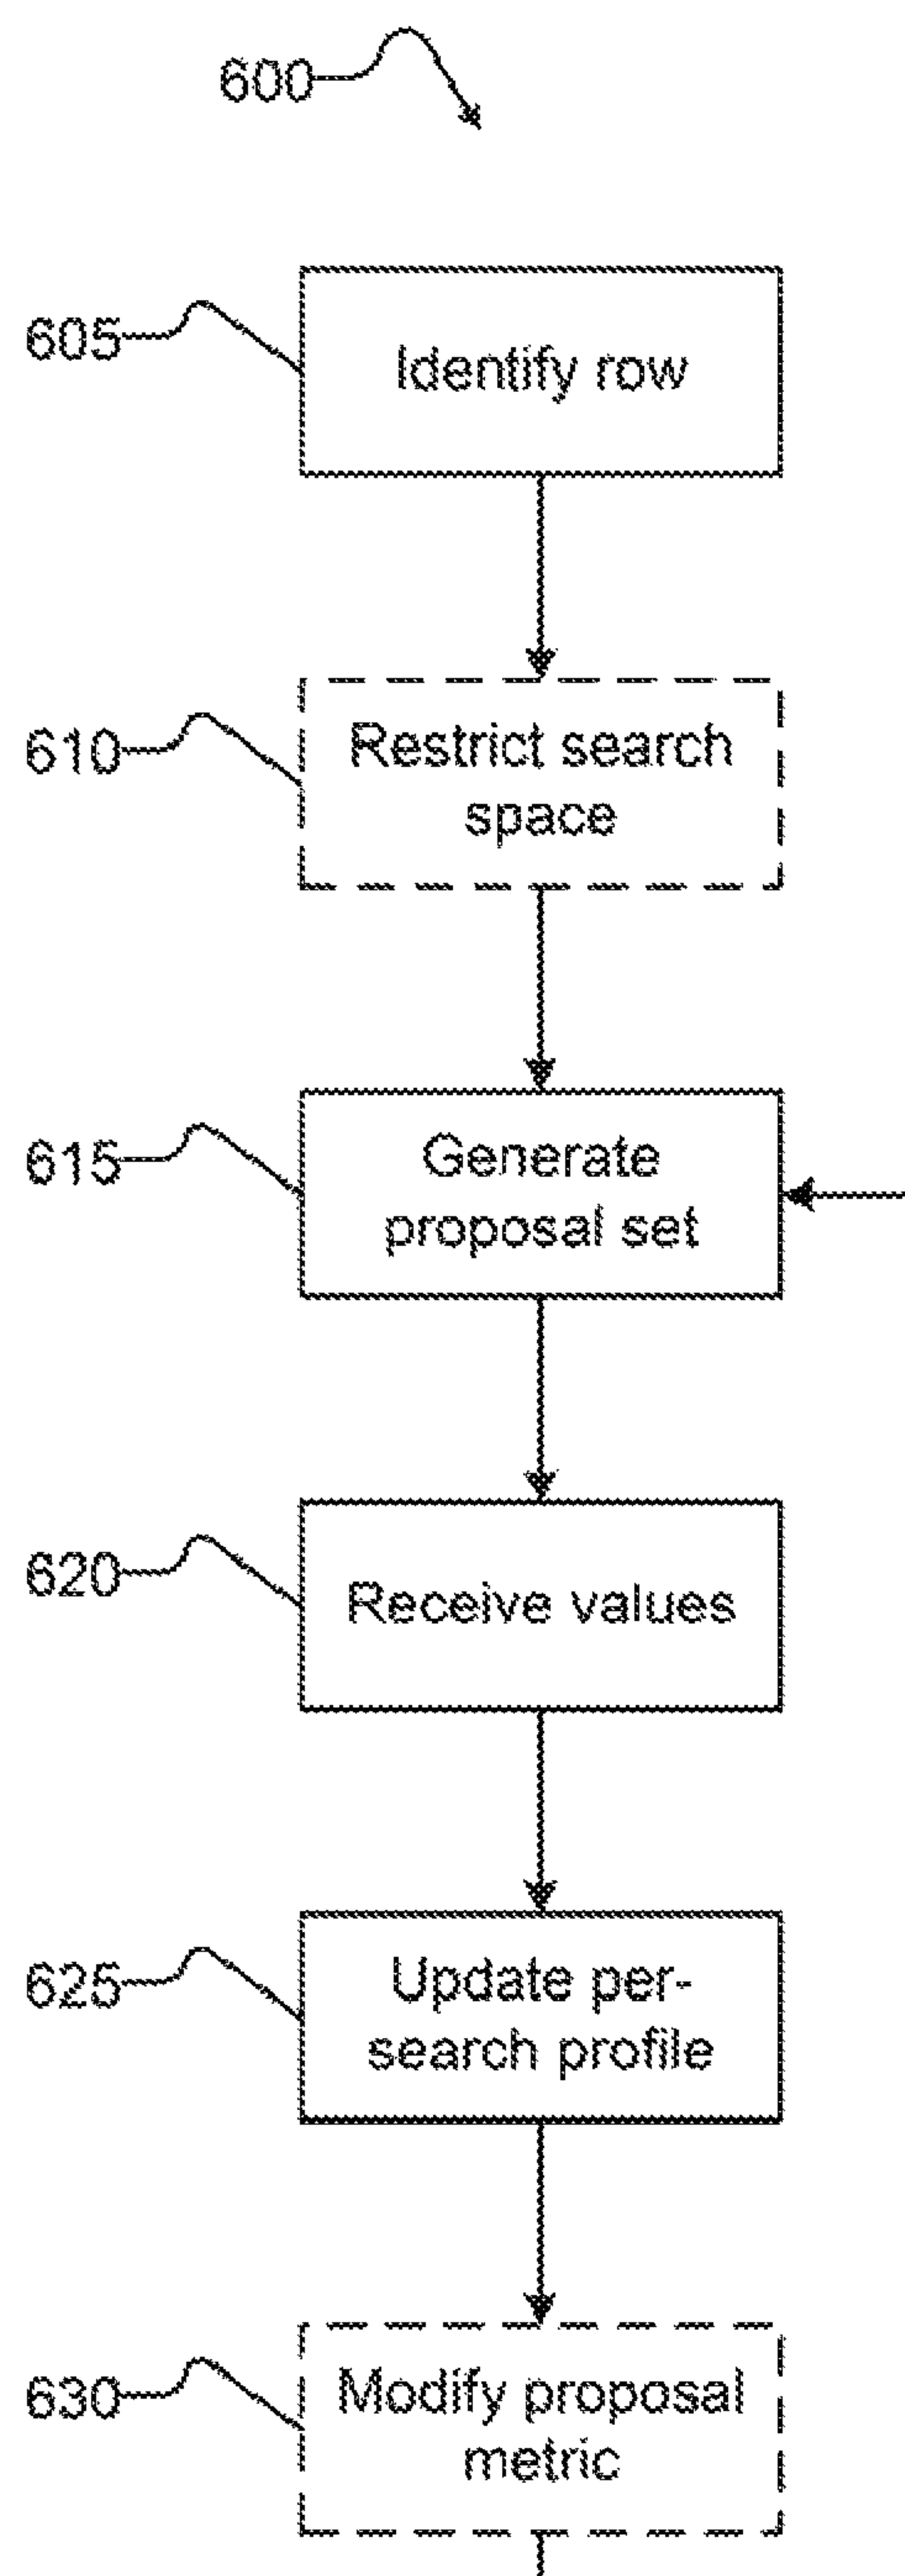 600
605
Identify row
610
Restrict search
space
615
Generate
proposal set
620
Receive values
625
Update per-
search profile
630
Modify proposal
metric